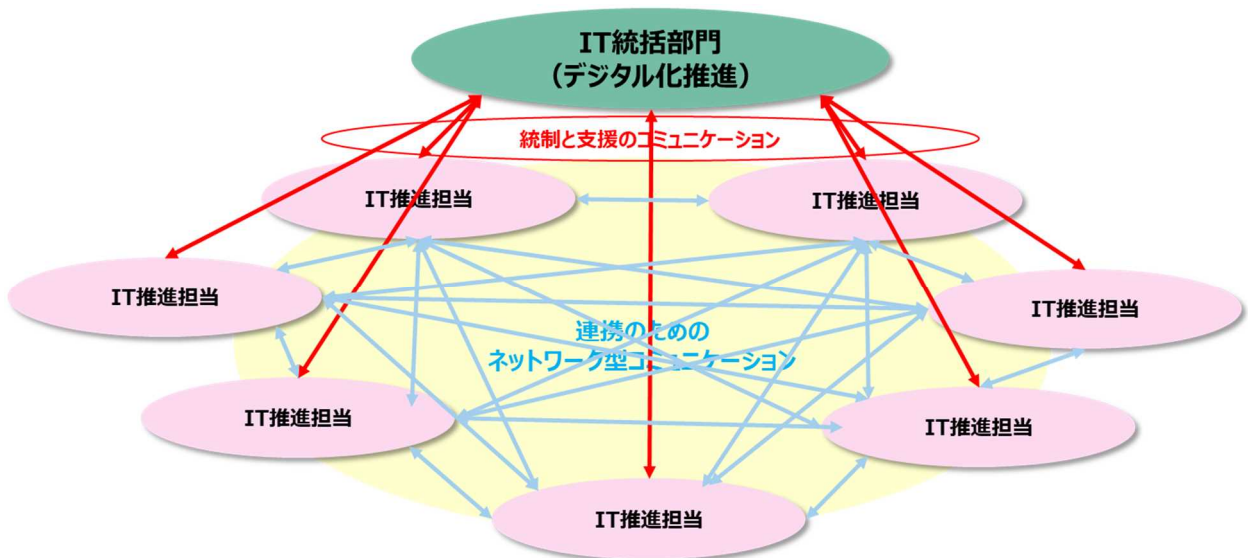 IT統括部門
（デジタル化推進）
統制と支援のコミュニケーション
IT推進担当
IT推進担当
IT推進担当
IT推進担当
連携のための
ネットワーク型コミュニケーション
IT推進担当
IT推進担当
IT推進担当